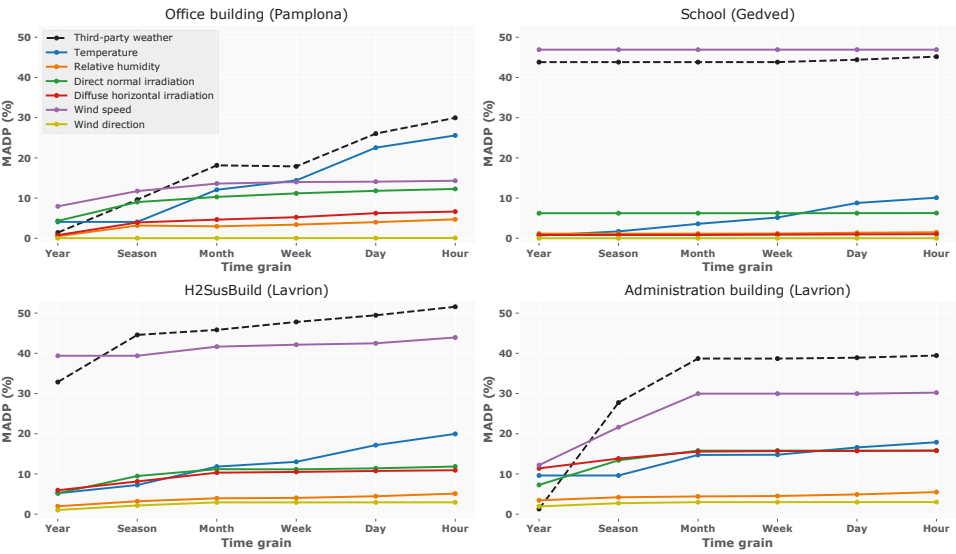 Office building (Pamplona)
MADP (%)
50
40
30
20
10
0
Third-party weather
Temperature
Relative humidity
Direct normal irradiation
Diffuse horizontal irradiation
Wind speed
Wind direction
Year Season Month Week Day Hour
Time grain
School (Gedved)
MADP (%)
50
40
30
20
10
0
Year Season Month Week Day Hour
Time grain
H2SusBuild (Lavrion)
MADP (%)
50
40
30
20
10
0
Year Season Month Week Day Hour
Time grain
Administration building (Lavrion)
MADP (%)
50
40
30
20
10
0
Year Season Month Week Day Hour
Time grain